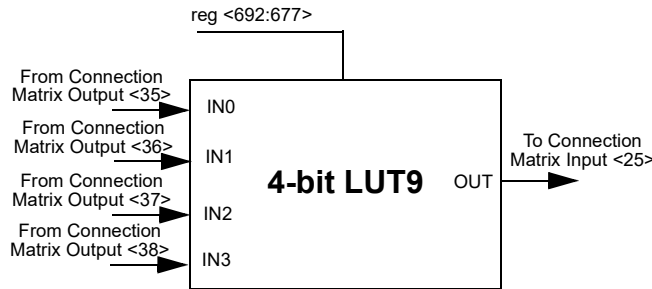 reg <692:677>
From Connection
Matrix Output <35>
IN0
From Connection
Matrix Output <36>
IN1
From Connection
Matrix Output <37>
IN2
From Connection
Matrix Output <38>
IN3
4-bit LUT9
OUT
To Connection
Matrix Input <25>